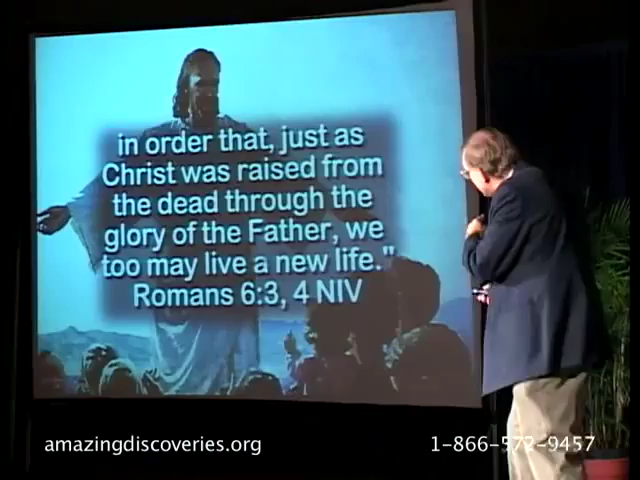 in order that, just as
Christ was raised from
the dead through the
glory of the Father, we
too may live a new life."
Romans 6:3, 4 NIV
amazingdiscoveries.org
1-866-572-9457